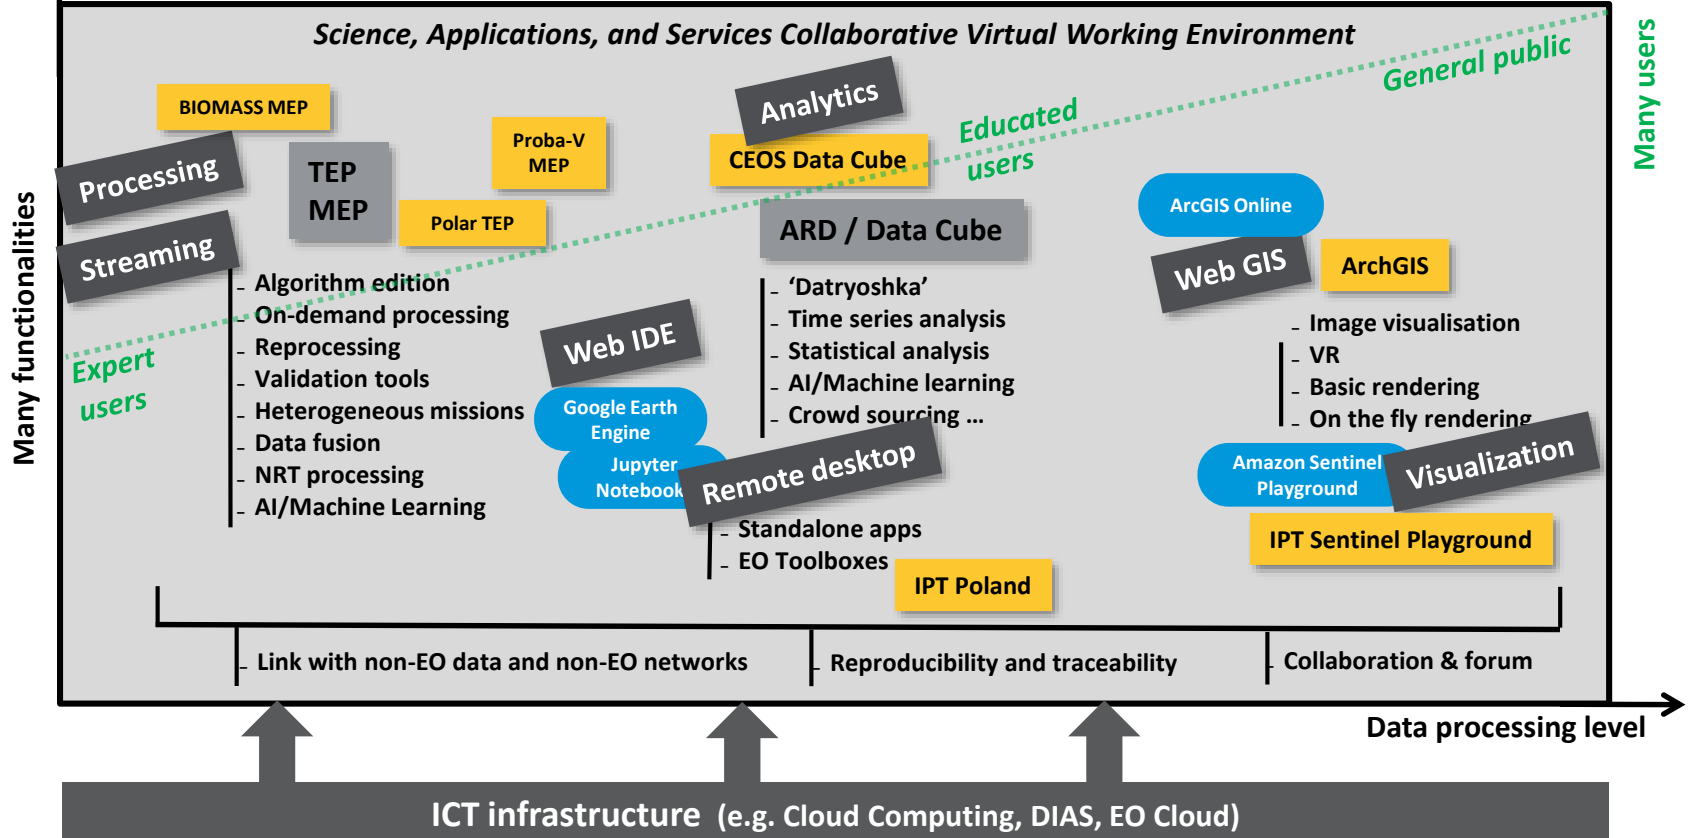 Science, Applications, and Services Collaborative Virtual Working Environment
Many functionalities
Many users
General public
Educated
users
Expert
users
BIOMASS MEP
Processing
Streaming
TEP
MEP
Proba-V
MEP
Polar TEP
- Algorithm edition
- On-demand processing
- Reprocessing
- Validation tools
- Heterogeneous missions
- Data fusion
- NRT processing
- AI/Machine Learning
Web IDE
Google Earth
Engine
Jupyter
Notebook
Analytics
CEOS Data Cube
ARD / Data Cube
- ‘Datryoshka’
- Time series analysis
- Statistical analysis
- AI/Machine learning
- Crowd sourcing ...
Remote desktop
- Standalone apps
- EO Toolboxes
IPT Poland
ArcGIS Online
Web GIS
ArchGIS
- Image visualisation
- VR
- Basic rendering
- On the fly rendering
Amazon Sentinel
Playground
Visualization
IPT Sentinel Playground
- Link with non-EO data and non-EO networks
- Reproducibility and traceability
- Collaboration & forum
Data processing level
ICT infrastructure (e.g. Cloud Computing, DIAS, EO Cloud)